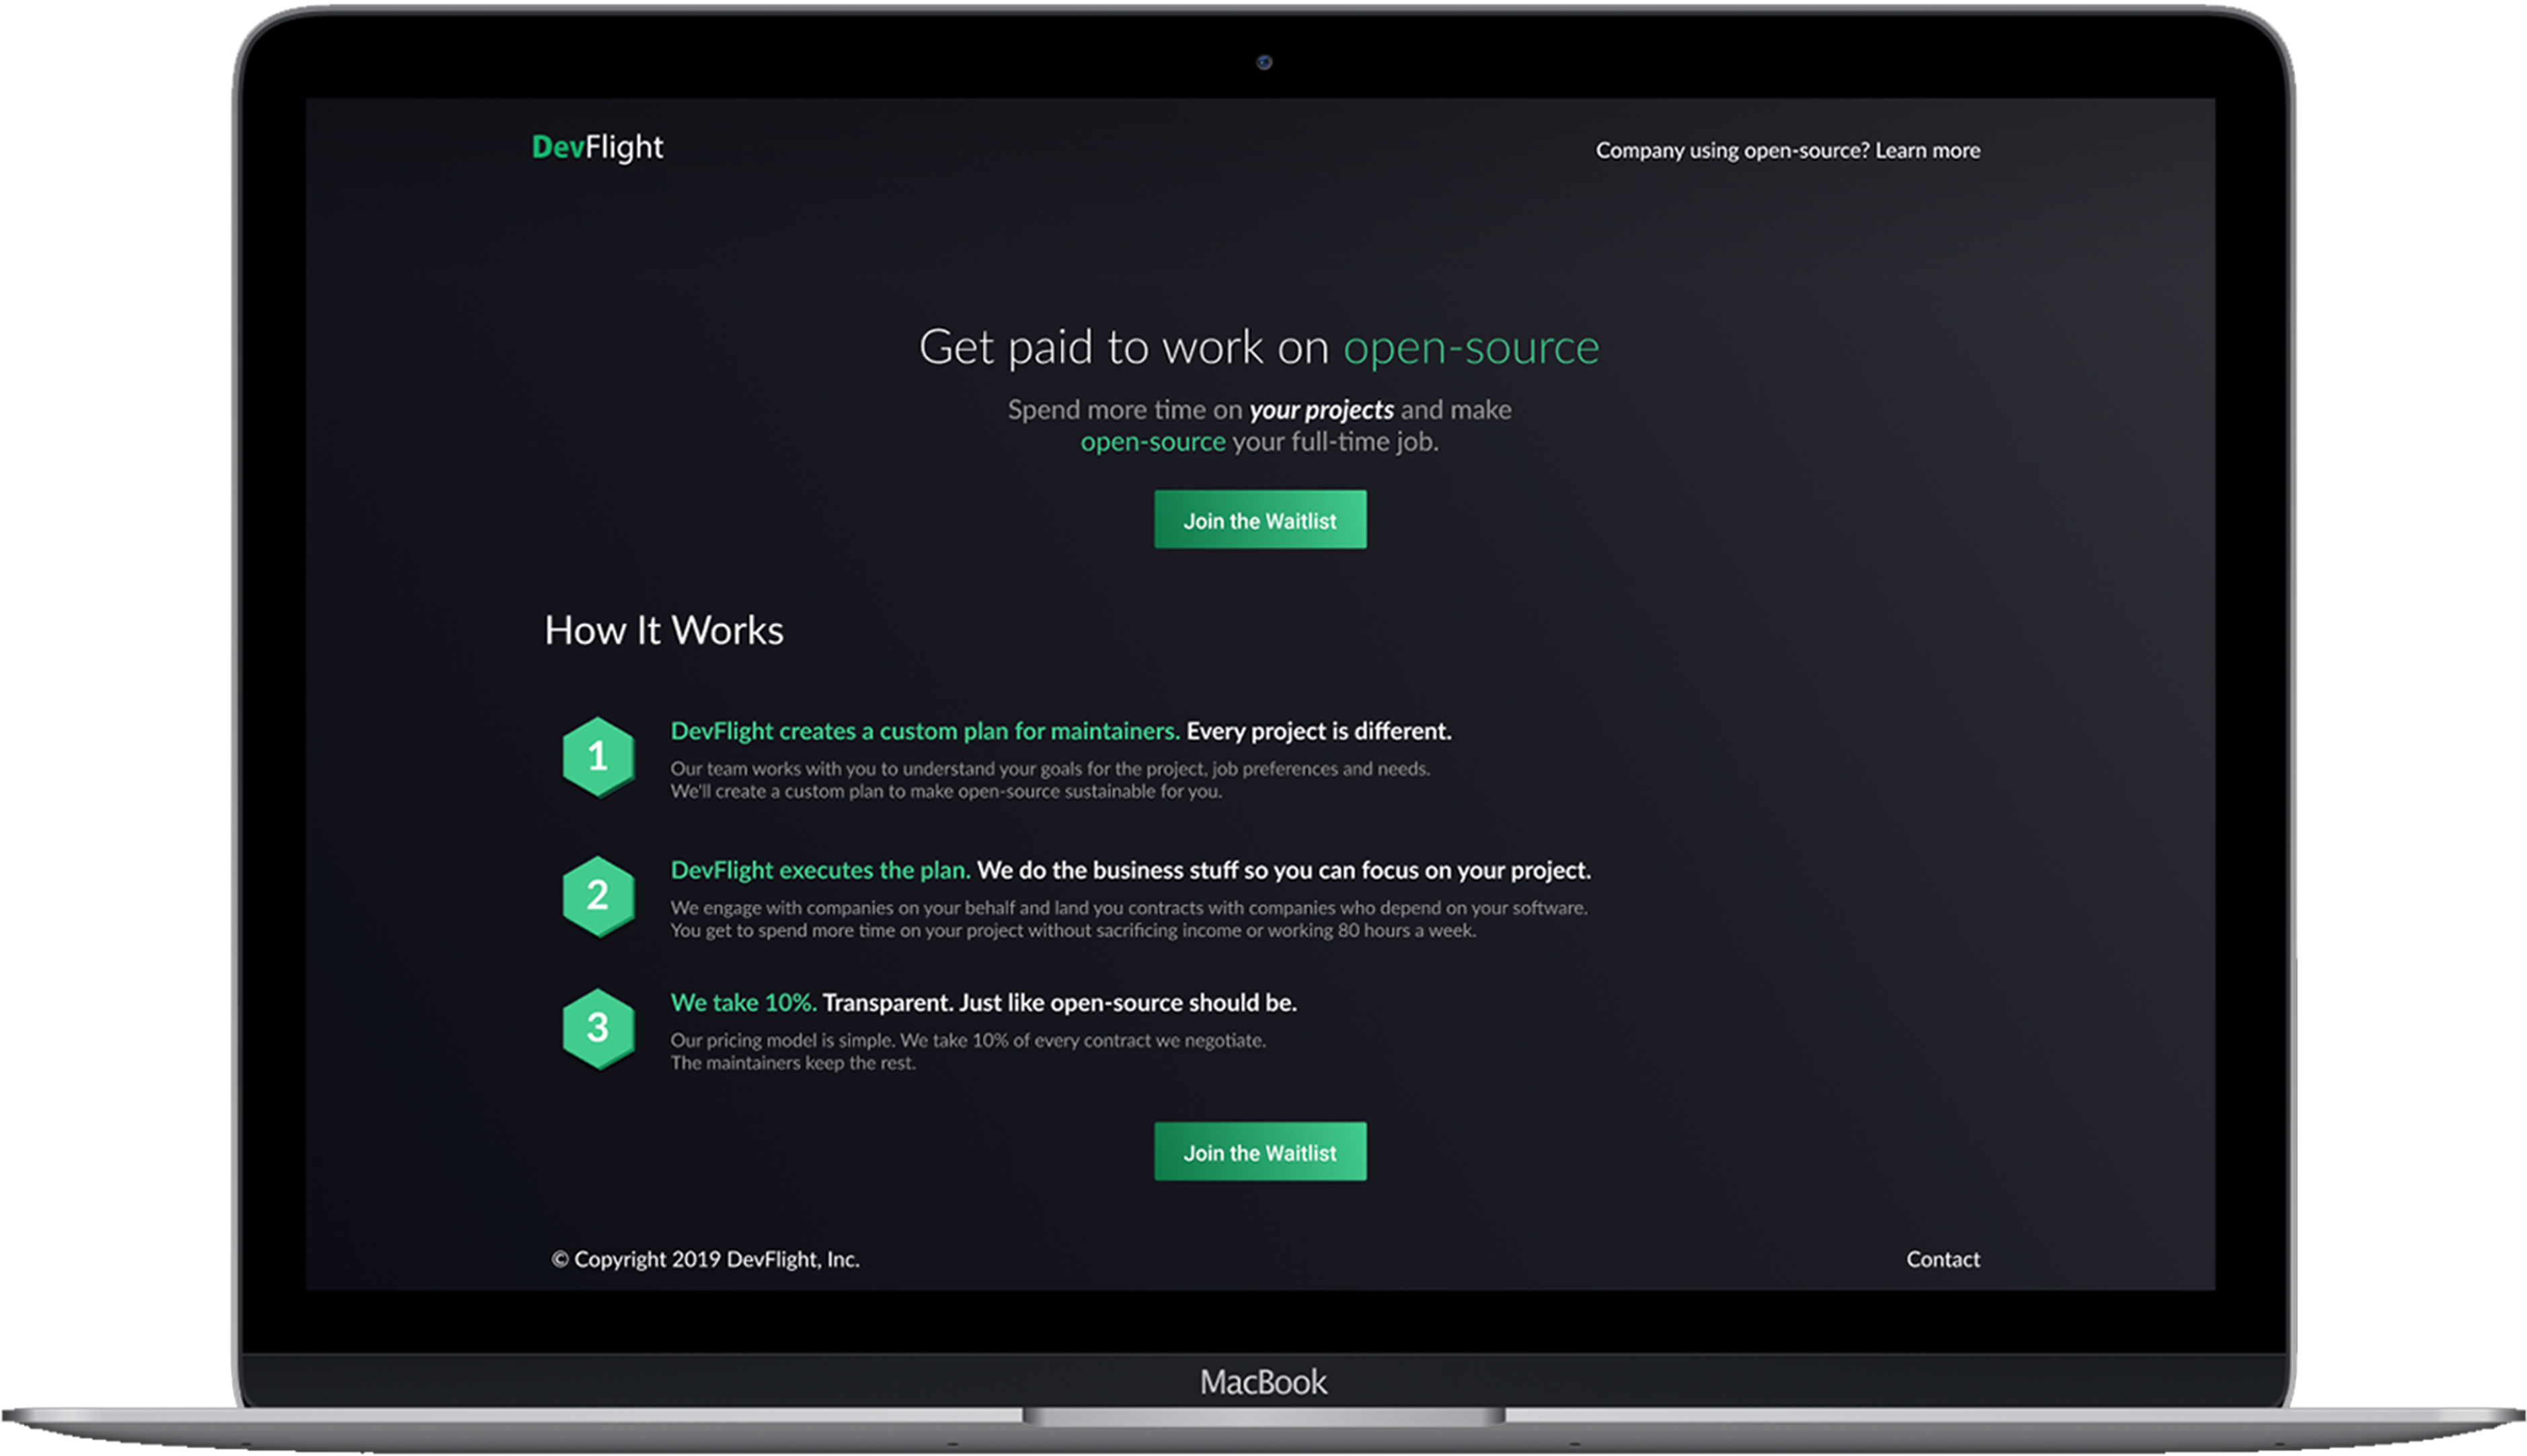 DevFlight
Company using open-source? Learn more
Get paid to work on open-source
Spend more time on your projects and make
open-source your full-time job.
Join the Waitlist
How It Works
1
DevFlight creates a custom plan for maintainers. Every project is different.
Our team works with you to understand your goals for the project, job preferences and needs.
We'll create a custom plan to make open-source sustainable for you.
2
DevFlight executes the plan. We do the business stuff so you can focus on your project.
We engage with companies on your behalf and land you contracts with companies who depend on your software.
You get to spend more time on your project without sacrificing income or working 80 hours a week.
3
We take 10%. Transparent. Just like open-source should be.
Our pricing model is simple. We take 10% of every contract we negotiate.
The maintainers keep the rest.
Join the Waitlist
© Copyright 2019 DevFlight, Inc.
Contact
MacBook